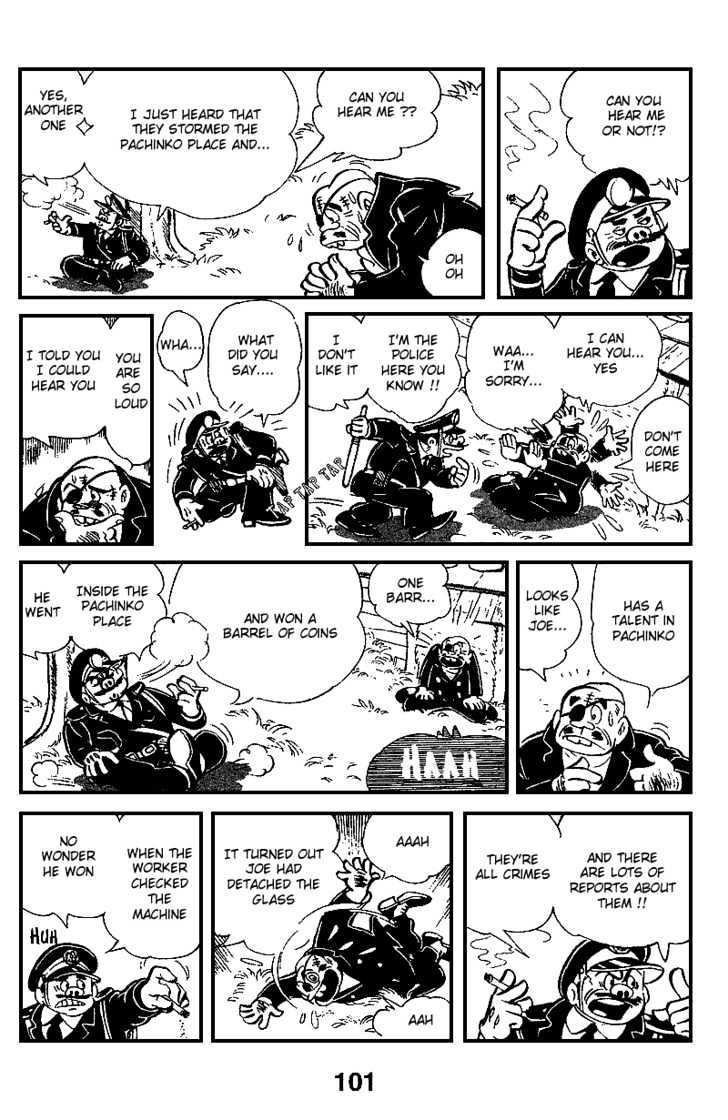 YES,
ANOTHER
ONE
I JUST HEARD THAT
THEY STORMED THE
PACHINKO PLACE AND...
CAN YOU
HEAR ME ??
OH
OH
CAN YOU
HEAR ME
OR NOT!?
I TOLD YOU
I COULD
HEAR YOU
YOU
ARE
SO
LOUD
WHA...
WHAT
DID YOU
SAY....
TAP TAP TAP
I
DON'T
LIKE IT
I'M THE
POLICE
HERE YOU
KNOW !!
WAA...
I'M
SORRY...
I CAN
HEAR YOU...
YES
DON'T
COME
HERE
HE
WENT
INSIDE THE
PACHINKO
PLACE
AND WON A
BARREL OF COINS
ONE
BARR...
HAAH
LOOKS
LIKE
JOE...
HAS A
TALENT IN
PACHINKO
NO
WONDER
HE WON
WHEN THE
WORKER
CHECKED
THE
MACHINE
HUH
IT TURNED OUT
JOE HAD
DETACHED THE
GLASS
AAAH
AAH
THEY'RE
ALL CRIMES
AND THERE
ARE LOTS OF
REPORTS ABOUT
THEM !!
101